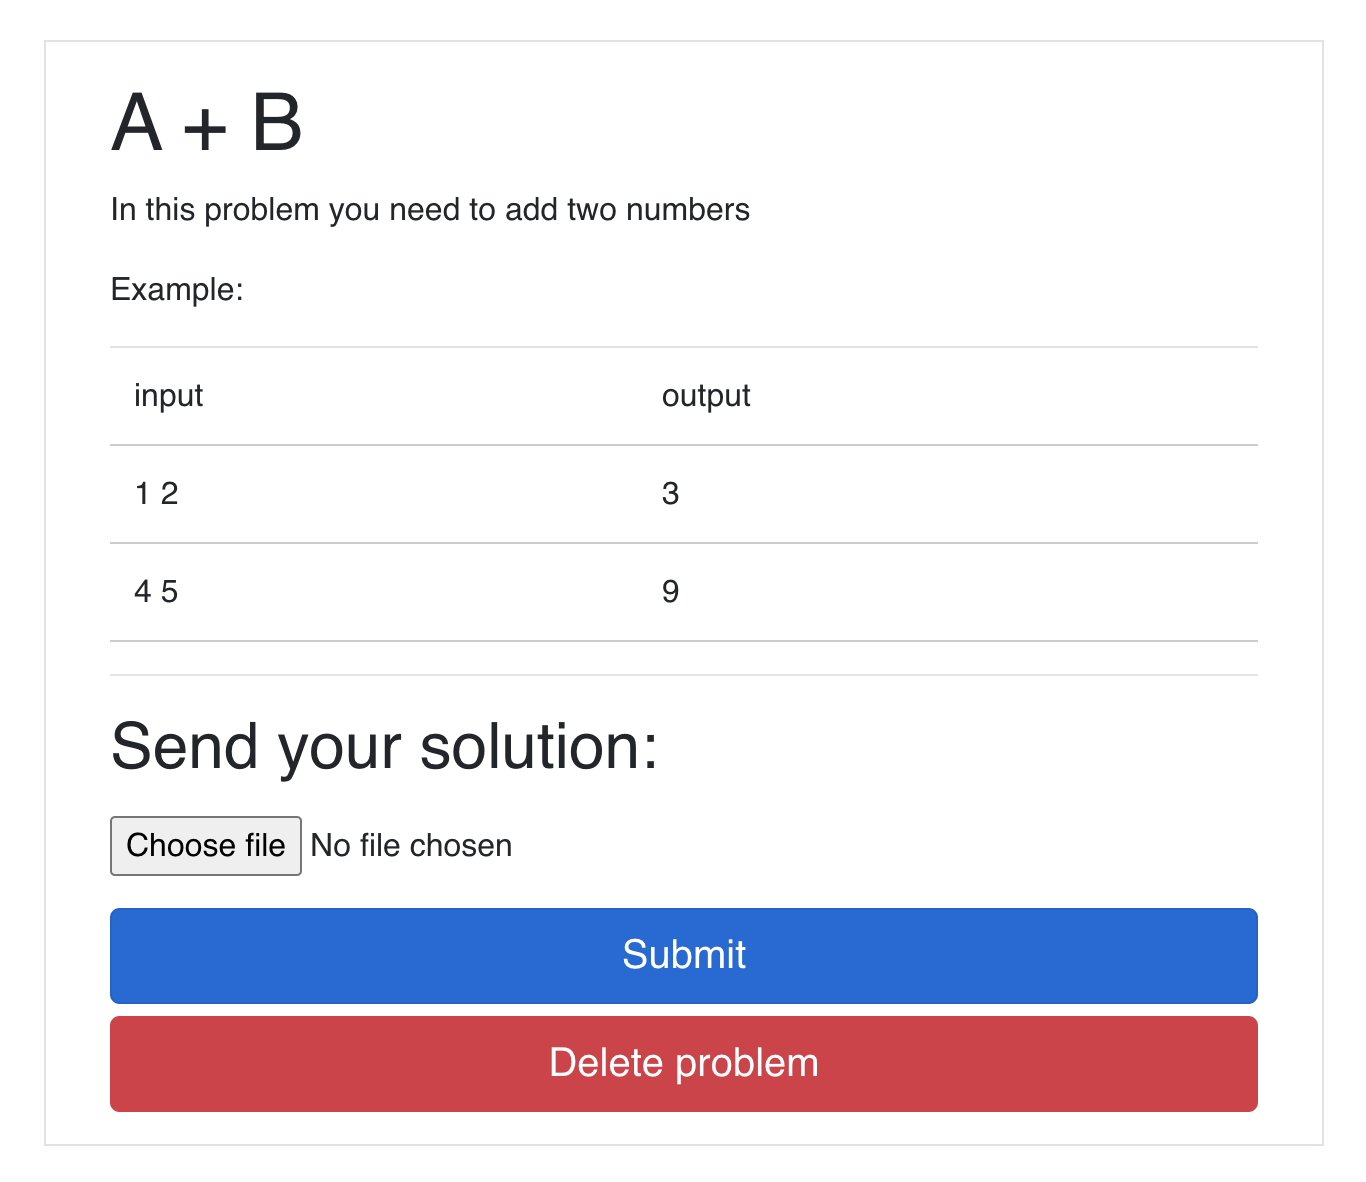 A + B
In this problem you need to add two numbers
Example:
input output
1 2 3
4 5 9
Send your solution:
Choose file No file chosen
Submit
Delete problem